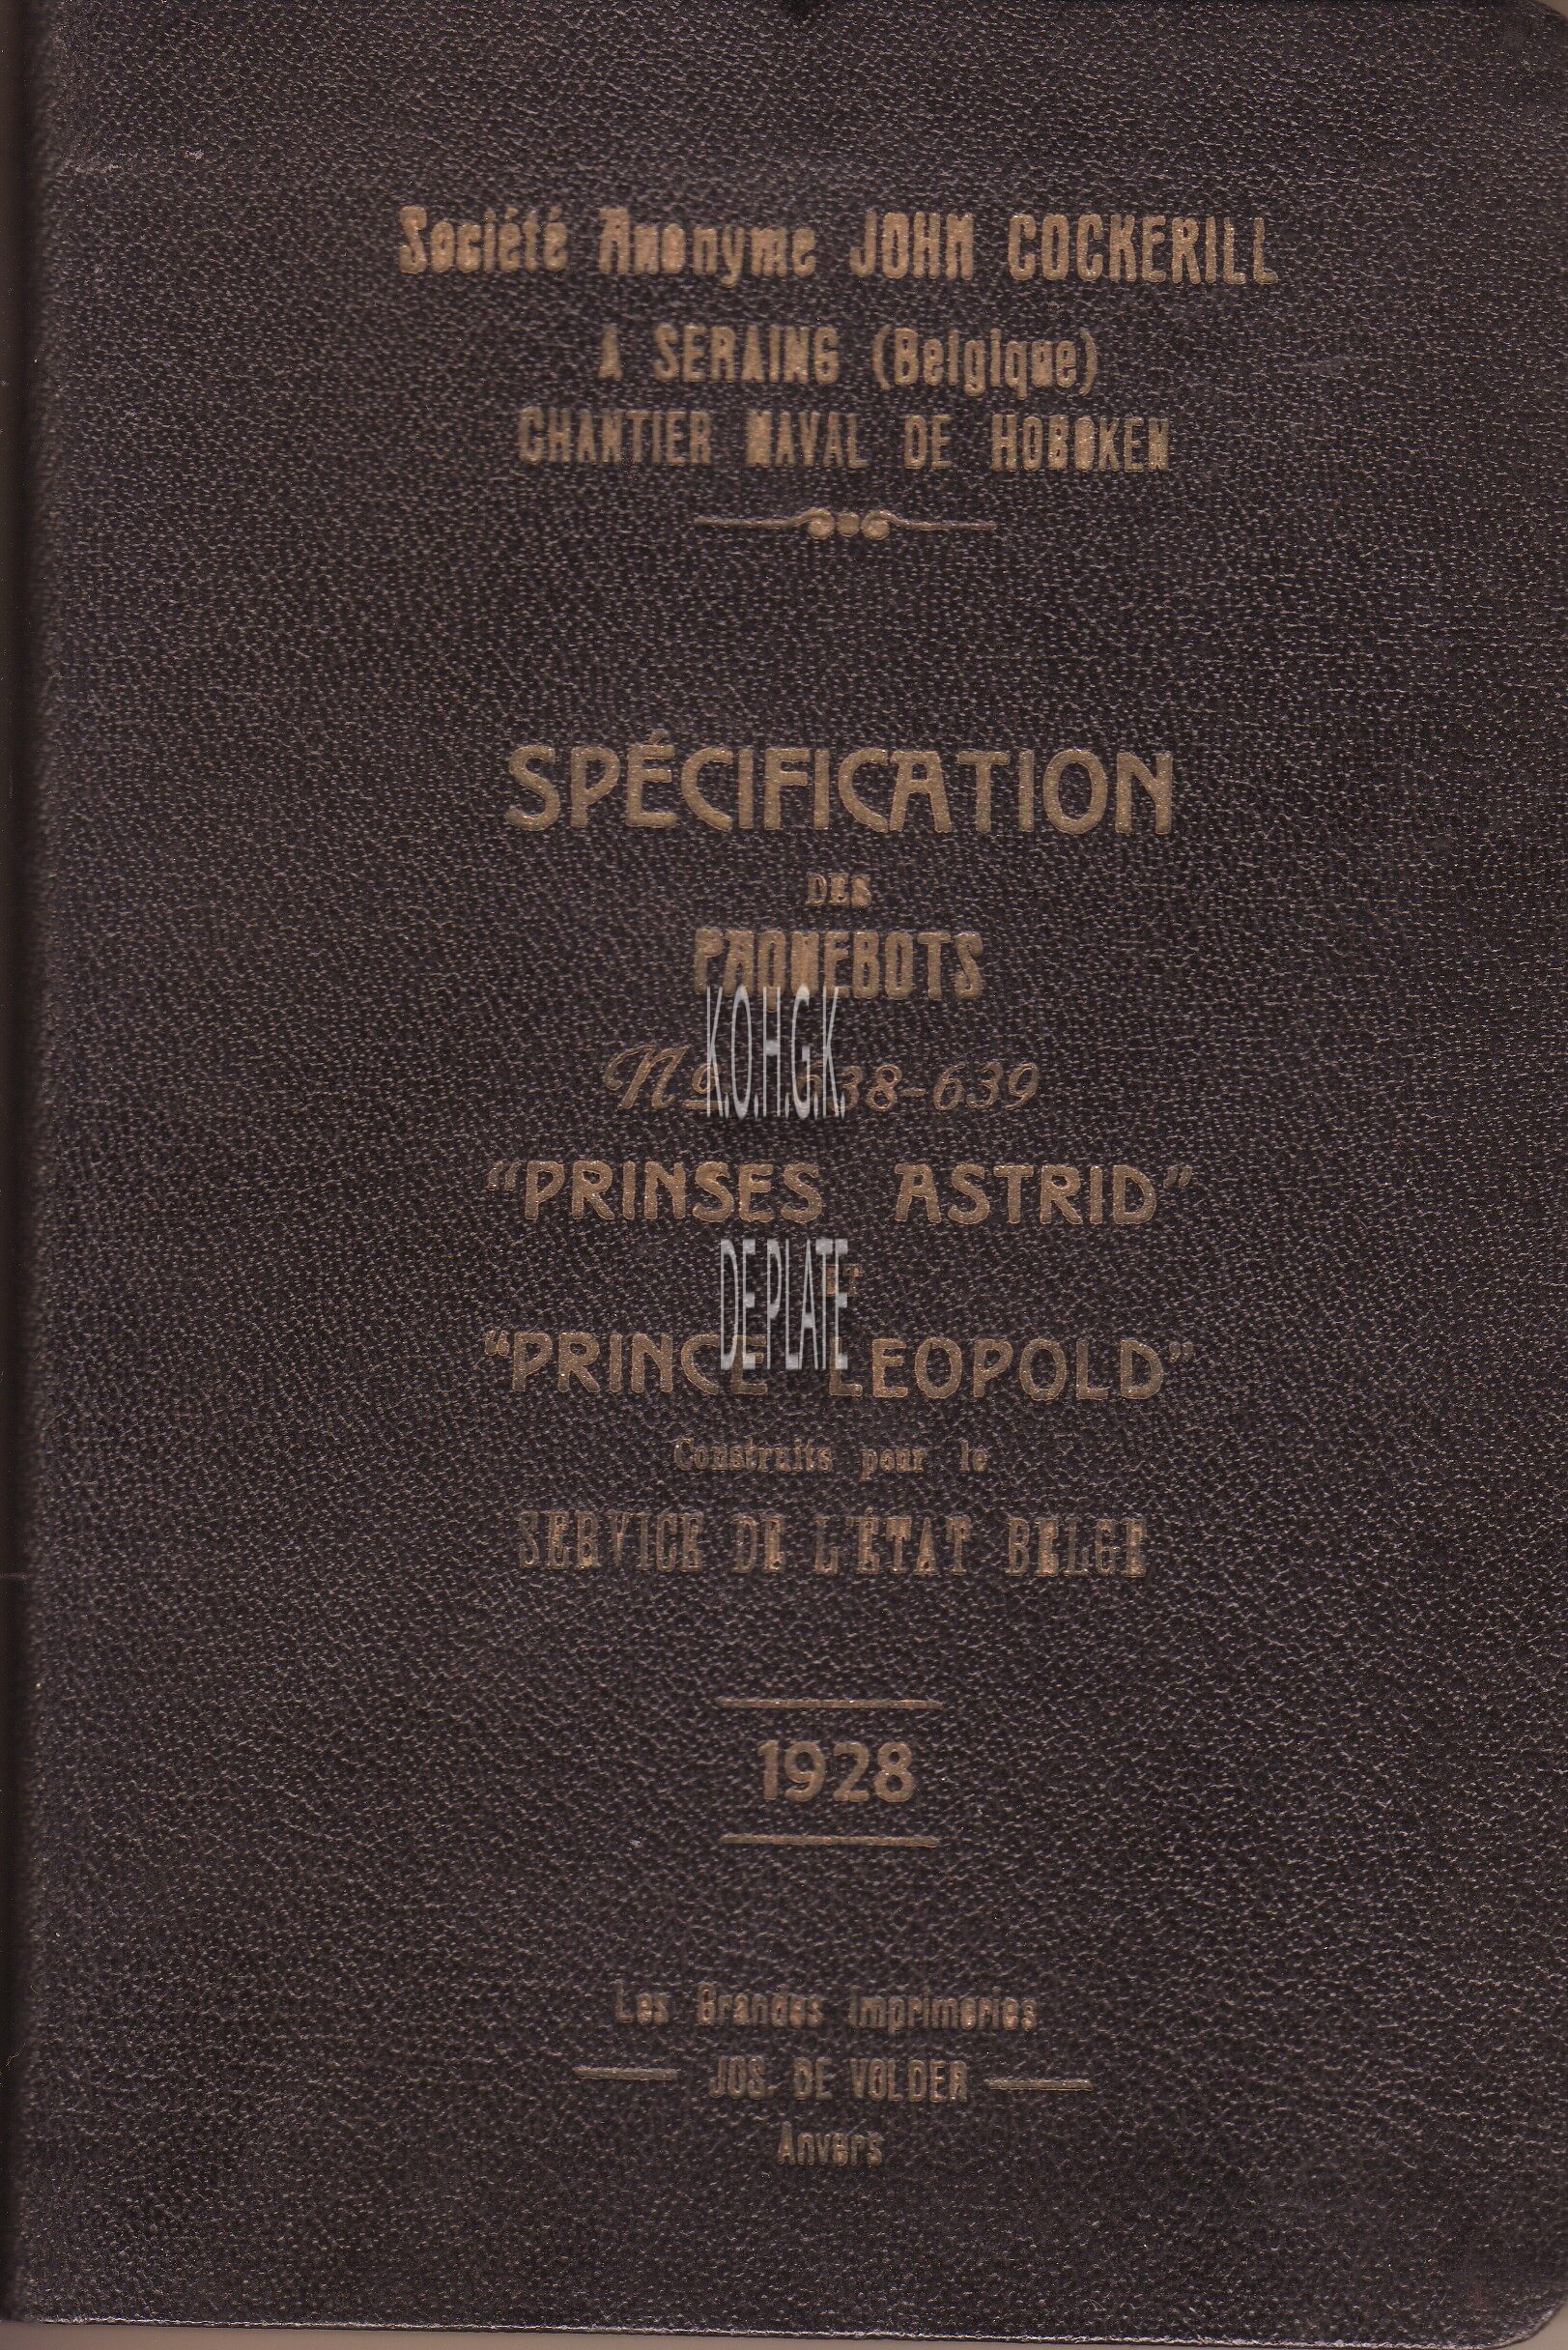 Société Anonyme JOHN COCKERILL
A SERAING (Belgique)
CHANTIER NAVAL DE HOBOKEN
SPÉCIFICATION
DES
PAQUEBOTS
K.O.H.G.K.
38-639
"PRINSES ASTRID"
DE PLATE
"PRINCE LEOPOLD"
Construits pour le
SERVICE DE L'ÉTAT BELGE
1928
Les Grandes Imprimeries
JOS. DE VOLDER
Anvers